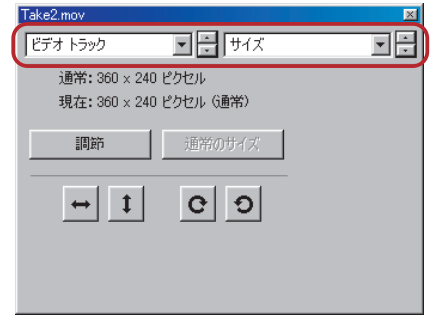 Take2.mov
ビデオ トラック サイズ
通常: 360 x 240 ピクセル
現在: 360 x 240 ピクセル (通常)
調節 通常のサイズ